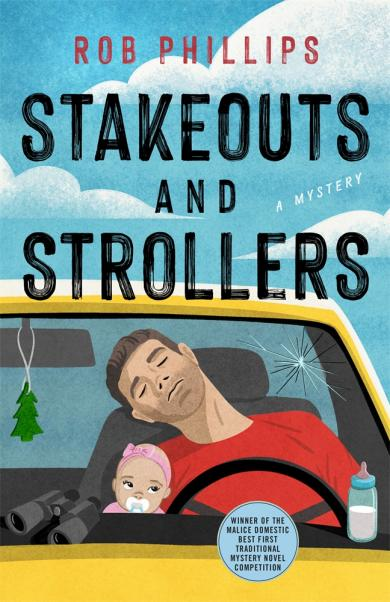 ROB PHILLIPS
STAKEOUTS
AND
A MYSTERY
STROLLERS
WINNER OF THE
MALICE DOMESTIC
BEST FIRST
TRADITIONAL
MYSTERY NOVEL
COMPETITION